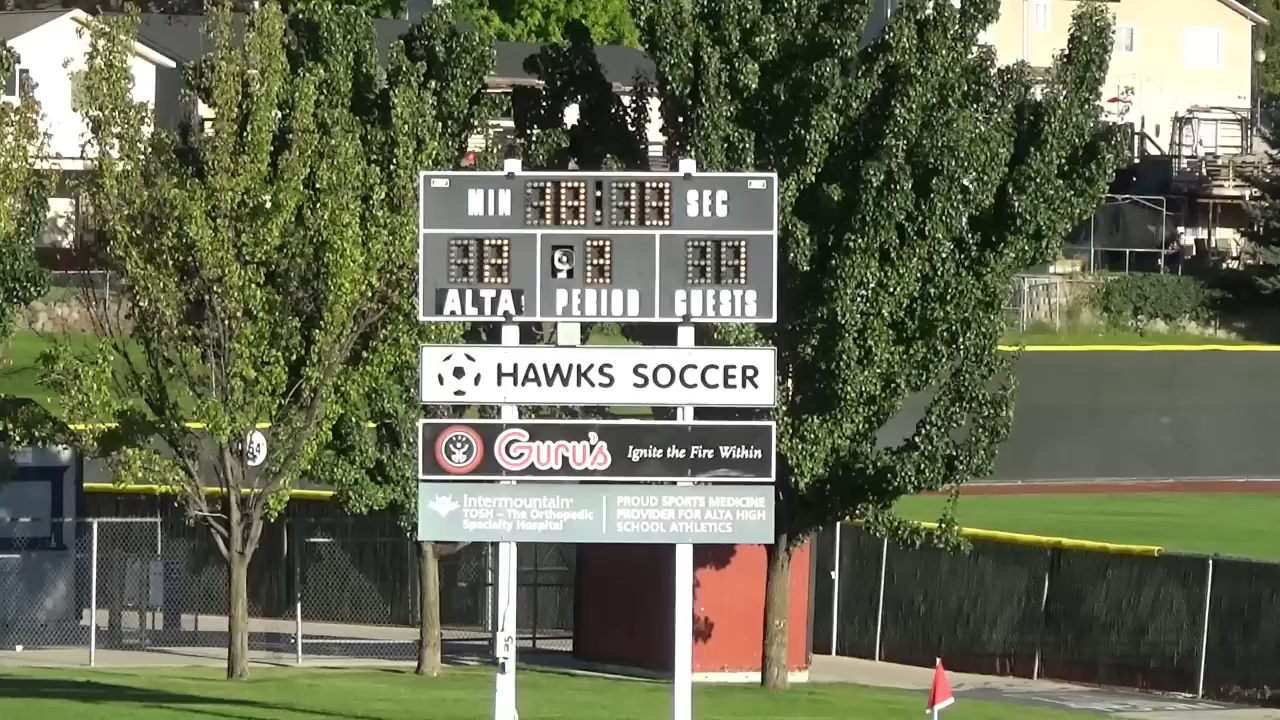 MIN SEC
ALTA PERIOD GUESTS
HAWKS SOCCER
Guru's Ignite the Fire Within
Intermountain
TOSH – The Orthopedic
Specialty Hospital
PROUD SPORTS MEDICINE
PROVIDER FOR ALTA HIGH
SCHOOL ATHLETICS